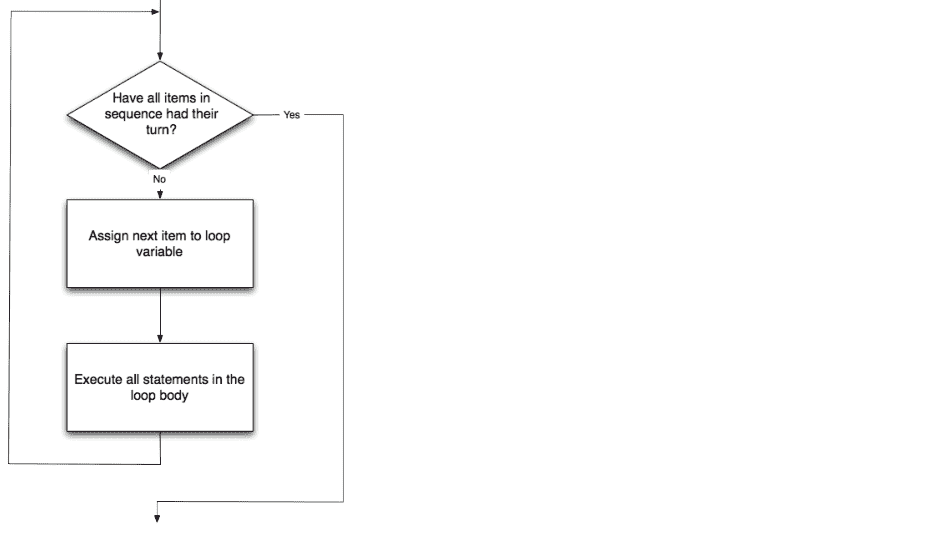 Have all items in
sequence had their
turn?
Yes
No
Assign next item to loop
variable
Execute all statements in the
loop body